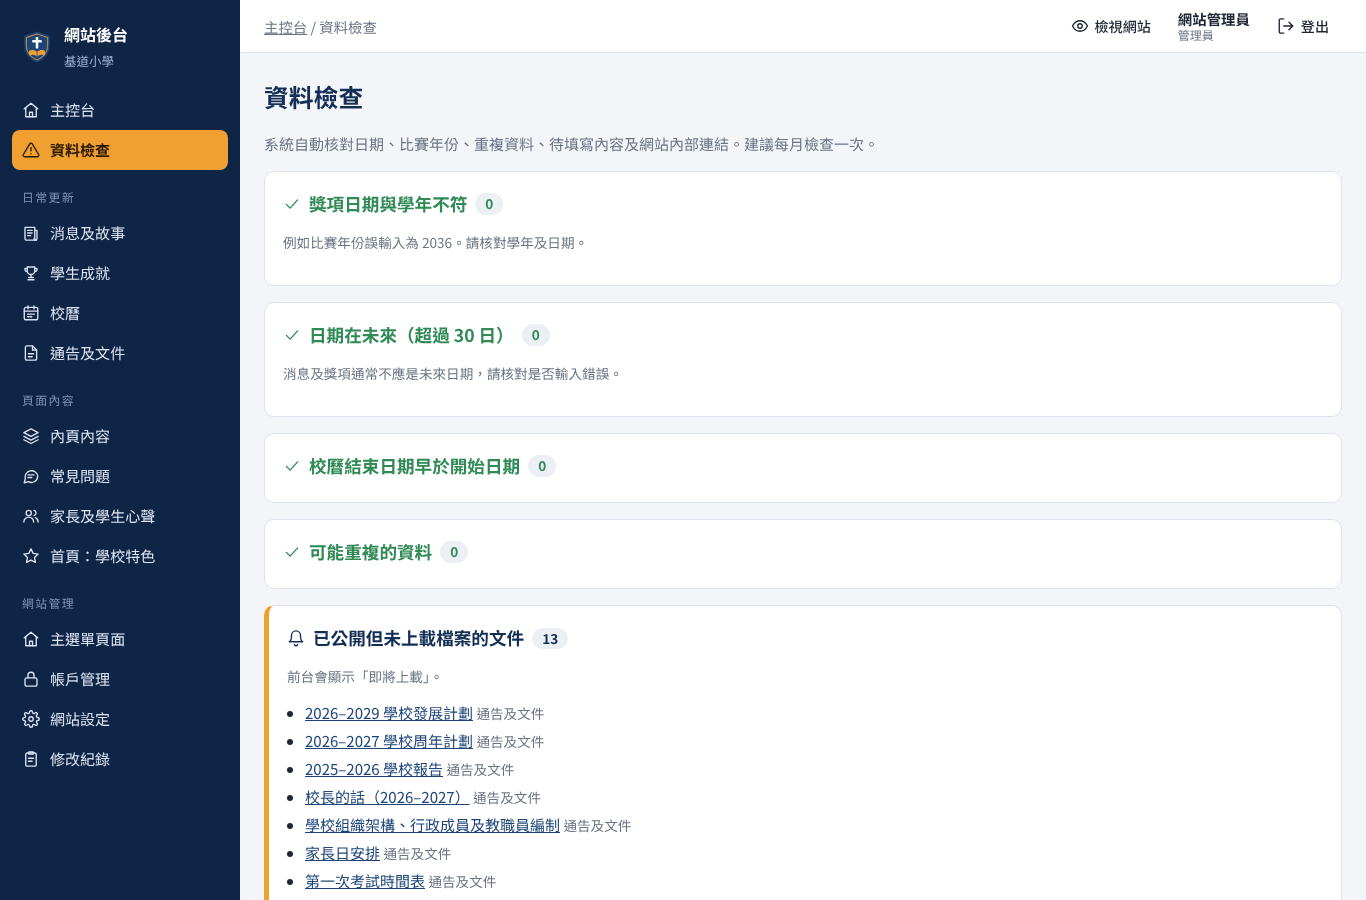 網站後台
基道小學
主控台
資料檢查
日常更新
消息及故事
學生成就
校曆
通告及文件
頁面內容
內頁內容
常見問題
家長及學生心聲
首頁：學校特色
網站管理
主選單頁面
帳戶管理
網站設定
修改紀錄
主控台 / 資料檢查
檢視網站
網站管理員
管理員
登出
資料檢查
系統自動核對日期、比賽年份、重複資料、待填寫內容及網站內部連結。建議每月檢查一次。
獎項日期與學年不符 0
例如比賽年份誤輸入為 2036。請核對學年及日期。
日期在未來（超過 30 日） 0
消息及獎項通常不應是未來日期，請核對是否輸入錯誤。
校曆結束日期早於開始日期 0
可能重複的資料 0
已公開但未上載檔案的文件 13
前台會顯示「即將上載」。
2026–2029 學校發展計劃 通告及文件
2026–2027 學校周年計劃 通告及文件
2025–2026 學校報告 通告及文件
校長的話（2026–2027） 通告及文件
學校組織架構、行政成員及教職員編制 通告及文件
家長日安排 通告及文件
第一次考試時間表 通告及文件